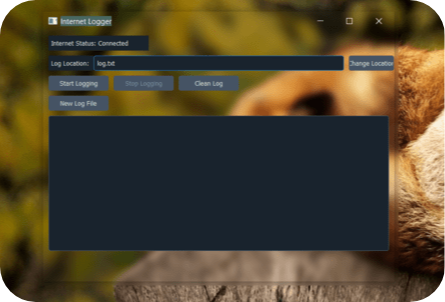 Internet Logger
Internet Status: Connected
Log Location: log.txt Change Location
Start Logging Stop Logging Clean Log
New Log File